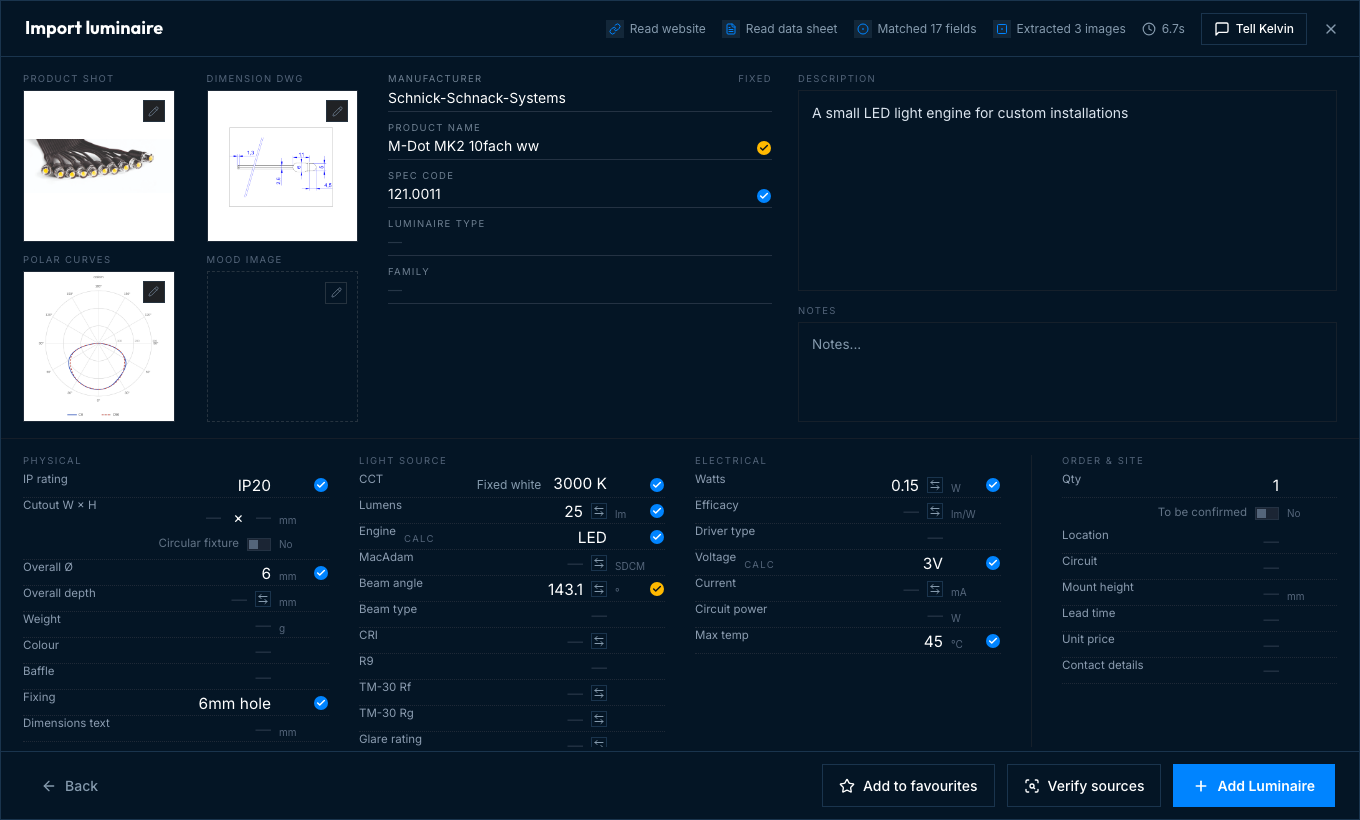 Import luminaire
Read website
Read data sheet
Matched 17 fields
Extracted 3 images
6.7s
Tell Kelvin
PRODUCT SHOT
DIMENSION DWG
POLAR CURVES
MOOD IMAGE
MANUFACTURER FIXED
Schnick-Schnack-Systems
PRODUCT NAME
M-Dot MK2 10fach ww
SPEC CODE
121.0011
LUMINAIRE TYPE
—
FAMILY
—
DESCRIPTION
A small LED light engine for custom installations
NOTES
Notes...
PHYSICAL
IP rating IP20
Cutout W × H
— × — mm
Circular fixture No
Overall Ø 6 mm
Overall depth — mm
Weight — g
Colour —
Baffle —
Fixing 6mm hole
Dimensions text — mm
LIGHT SOURCE
CCT Fixed white 3000 K
Lumens 25 lm
Engine CALC LED
MacAdam — SDCM
Beam angle 143.1 °
Beam type —
CRI —
R9 —
TM-30 Rf —
TM-30 Rg —
Glare rating —
ELECTRICAL
Watts 0.15 W
Efficacy — lm/W
Driver type —
Voltage CALC 3V
Current — mA
Circuit power — W
Max temp 45 °C
ORDER & SITE
Qty 1
To be confirmed No
Location —
Circuit —
Mount height — mm
Lead time —
Unit price —
Contact details —
Back
Add to favourites
Verify sources
Add Luminaire